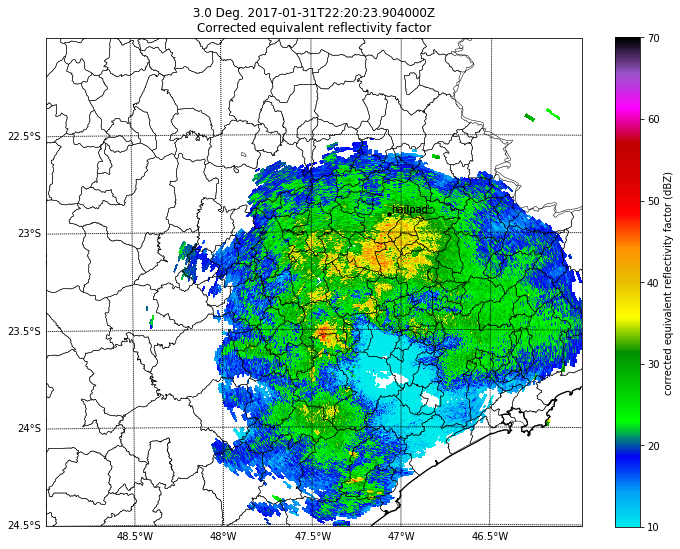 3.0 Deg. 2017-01-31T22:20:23.904000Z
Corrected equivalent reflectivity factor
22.5°S
23°S
23.5°S
24°S
24.5°S
48.5°W
48°W
47.5°W
47°W
46.5°W
hailpad
70
60
50
40
30
20
10
corrected equivalent reflectivity factor (dBZ)